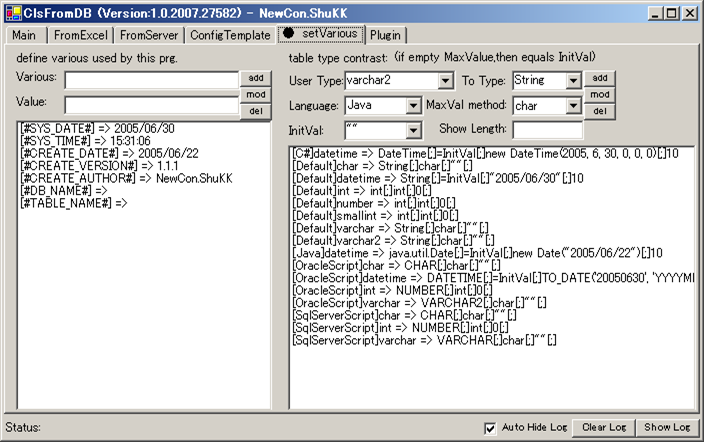 ClsFromDB (Version:1.0.2007.27582) - NewCon.ShuKK
Main FromExcel FromServer ConfigTemplate setVarious Plugin
define various used by this prg.
Various: add
mod
Value: del
[#SYS_DATE#] => 2005/06/30
[#SYS_TIME#] => 15:31:06
[#CREATE_DATE#] => 2005/06/22
[#CREATE_VERSION#] => 1.1.1
[#CREATE_AUTHOR#] => NewCon.ShuKK
[#DB_NAME#] =>
[#TABLE_NAME#] =>
table type contrast: (if empty MaxValue,then equals InitVal)
User Type: varchar2 To Type: String add
mod
Language: Java MaxVal method: char del
InitVal: "" Show Length:
[C#]datetime => DateTime[;]=InitVal[;]new DateTime(2005, 6, 30, 0, 0, 0)[;]10
[Default]char => String[;]char[;]""[;]
[Default]datetime => String[;]=InitVal[;]"2005/06/30"[;]10
[Default]int => int[;]int[;]0[;]
[Default]number => int[;]int[;]0[;]
[Default]smallint => int[;]int[;]0[;]
[Default]varchar => String[;]char[;]""[;]
[Default]varchar2 => String[;]char[;]""[;]
[Java]datetime => java.util.Date[;]=InitVal[;]new Date("2005/06/22")[;]10
[OracleScript]char => CHAR[;]char[;]""[;]
[OracleScript]datetime => DATETIME[;]=InitVal[;]TO_DATE('20050630', 'YYYYM
[OracleScript]int => NUMBER[;]int[;]0[;]
[OracleScript]varchar => VARCHAR2[;]char[;]""[;]
[SqlServerScript]char => CHAR[;]char[;]""[;]
[SqlServerScript]int => NUMBER[;]int[;]0[;]
[SqlServerScript]varchar => VARCHAR[;]char[;]""[;]
Status: Auto Hide Log Clear Log Show Log